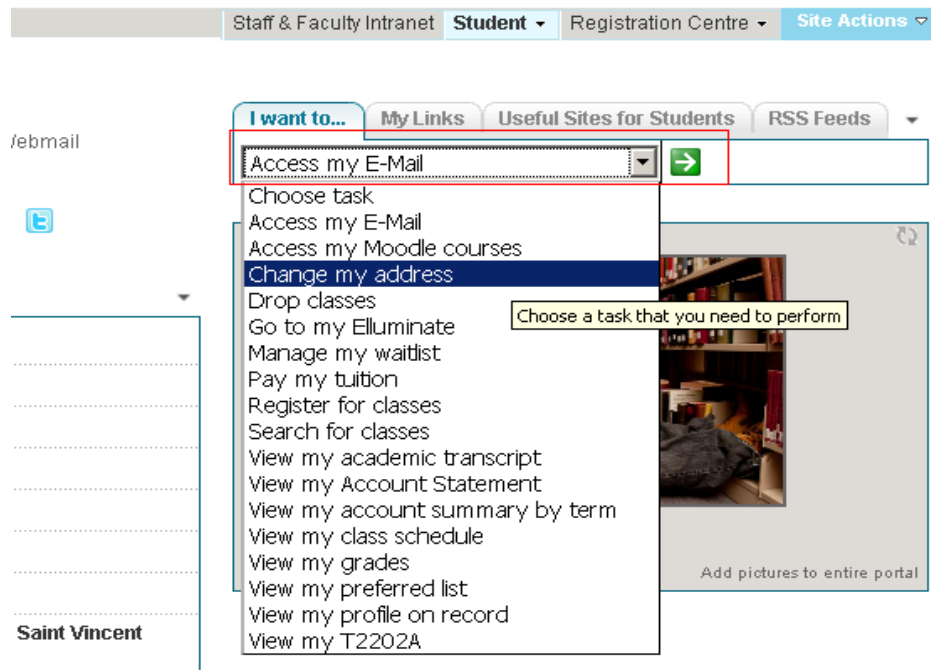 Staff & Faculty Intranet Student Registration Centre Site Actions
I want to... My Links Useful Sites for Students RSS Feeds
/ebmail
Access my E-Mail
Choose task
Access my E-Mail
Access my Moodle courses
Change my address
Drop classes
Choose a task that you need to perform
Go to my Elluminate
Manage my waitlist
Pay my tuition
Register for classes
Search for classes
View my academic transcript
View my Account Statement
View my account summary by term
View my class schedule
View my grades
Add pictures to entire portal
View my preferred list
View my profile on record
Saint Vincent
View my T2202A